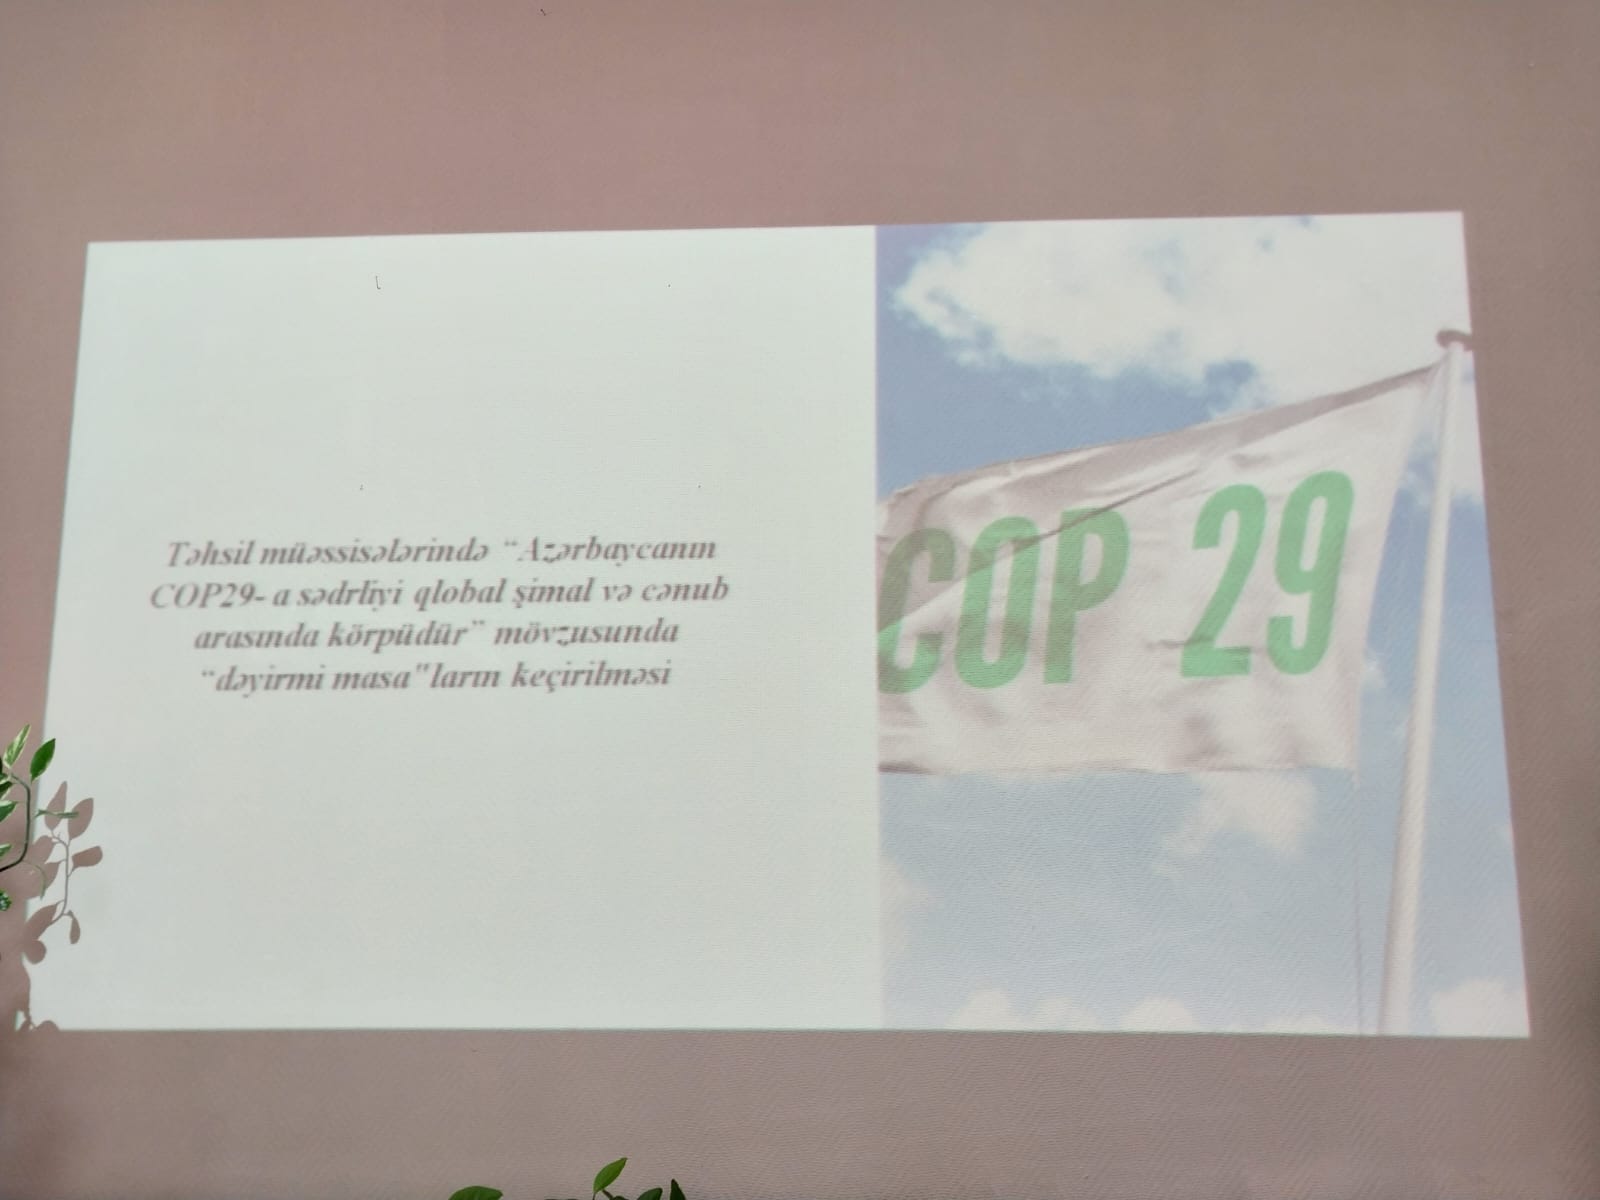 Təhsil müəssisələrində “Azərbaycanın
COP29- a sədrliyi qlobal şimal və cənub
arasında körpüdür” mövzusunda
“dəyirmi masa"ların keçirilməsi
COP 29